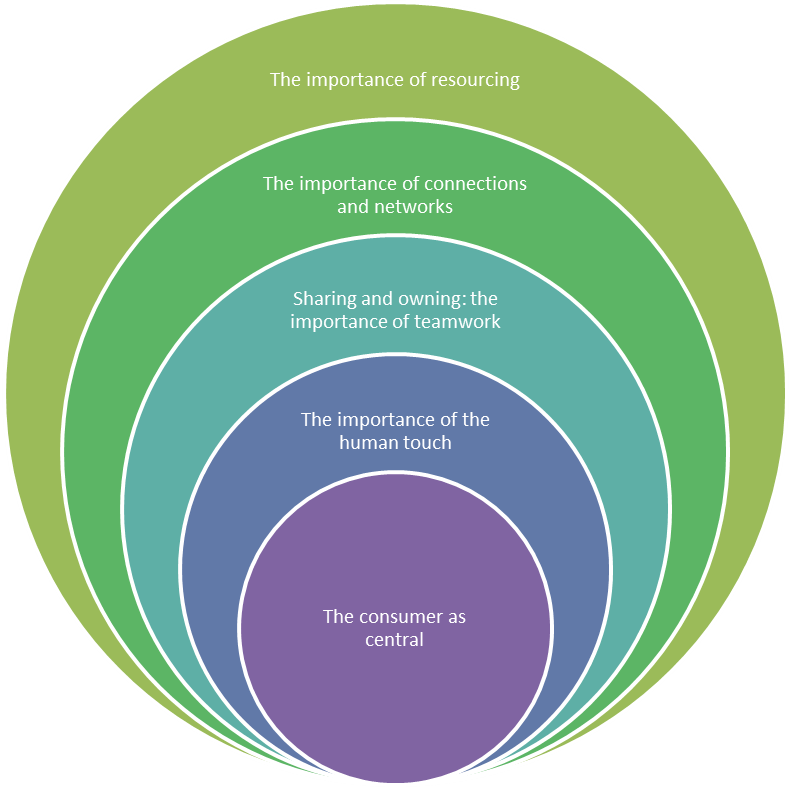 The importance of resourcing
The importance of connections
and networks
Sharing and owning: the
importance of teamwork
The importance of the
human touch
The consumer as
central